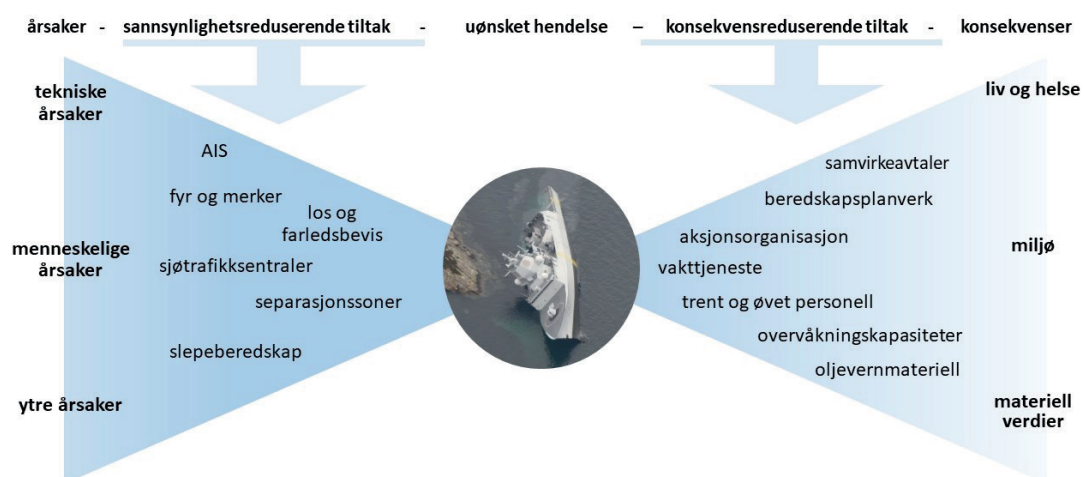 årsaker - sannsynlighetsreduserende tiltak - uønsket hendelse – konsekvensreduserende tiltak - konsekvenser
tekniske
årsaker
AIS
fyr og merker
los og
farledsbevis
menneskelige
årsaker
sjøtrafikksentraler
separasjonssoner
slepeberedskap
ytre årsaker
liv og helse
samvirkeavtaler
beredskapsplanverk
aksjonsorganisasjon
miljø
vakttjeneste
trent og øvet personell
overvåkningskapasiteter
oljevernmateriell
materiell
verdier